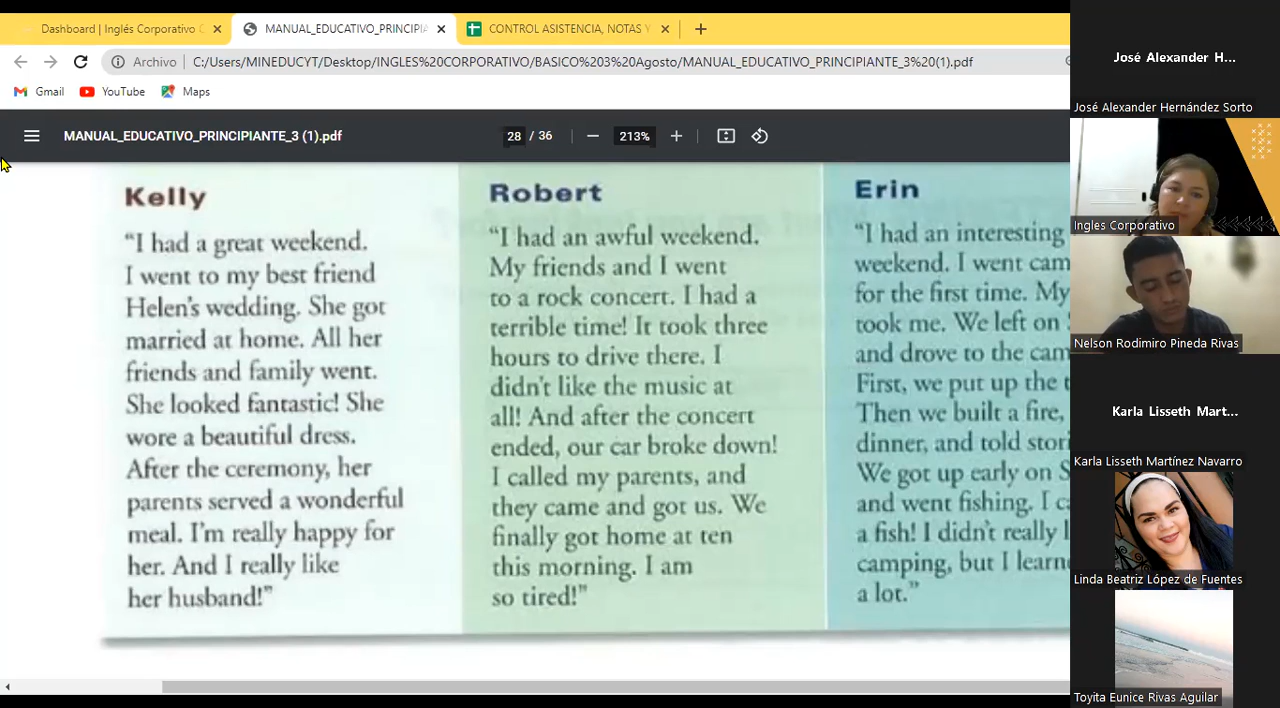 Dashboard | Inglés Corporativo
MANUAL_EDUCATIVO_PRINCIPIA
CONTROL ASISTENCIA, NOTAS Y
Archivo
C:/Users/MINEDUCYT/Desktop/INGLES%20CORPORATIVO/BASICO%203%20Agosto/MANUAL_EDUCATIVO_PRINCIPIANTE_3%20(1).pdf
Gmail
YouTube
Maps
MANUAL_EDUCATIVO_PRINCIPIANTE_3 (1).pdf
28 / 36
213%
Kelly
"I had a great weekend.
I went to my best friend
Helen's wedding. She got
married at home. All her
friends and family went.
She looked fantastic! She
wore a beautiful dress.
After the ceremony, her
parents served a wonderful
meal. I'm really happy for
her. And I really like
her husband!"
Robert
"I had an awful weekend.
My friends and I went
to a rock concert. I had a
terrible time! It took three
hours to drive there. I
didn't like the music at
all! And after the concert
ended, our car broke down!
I called my parents, and
they came and got us. We
finally got home at ten
this morning. I am
so tired!"
Erin
"I had an interesting
weekend. I went cam
for the first time. My
took me. We left on
and drove to the cam
First, we put up the t
Then we built a fire,
dinner, and told stor
We got up early on S
and went fishing. I c
a fish! I didn't really l
camping, but I learn
a lot."
José Alexander H...
José Alexander Hernández Sorto
Ingles Corporativo
Nelson Rodimiro Pineda Rivas
Karla Lisseth Mart...
Karla Lisseth Martínez Navarro
Linda Beatriz López de Fuentes
Toyita Eunice Rivas Aguilar